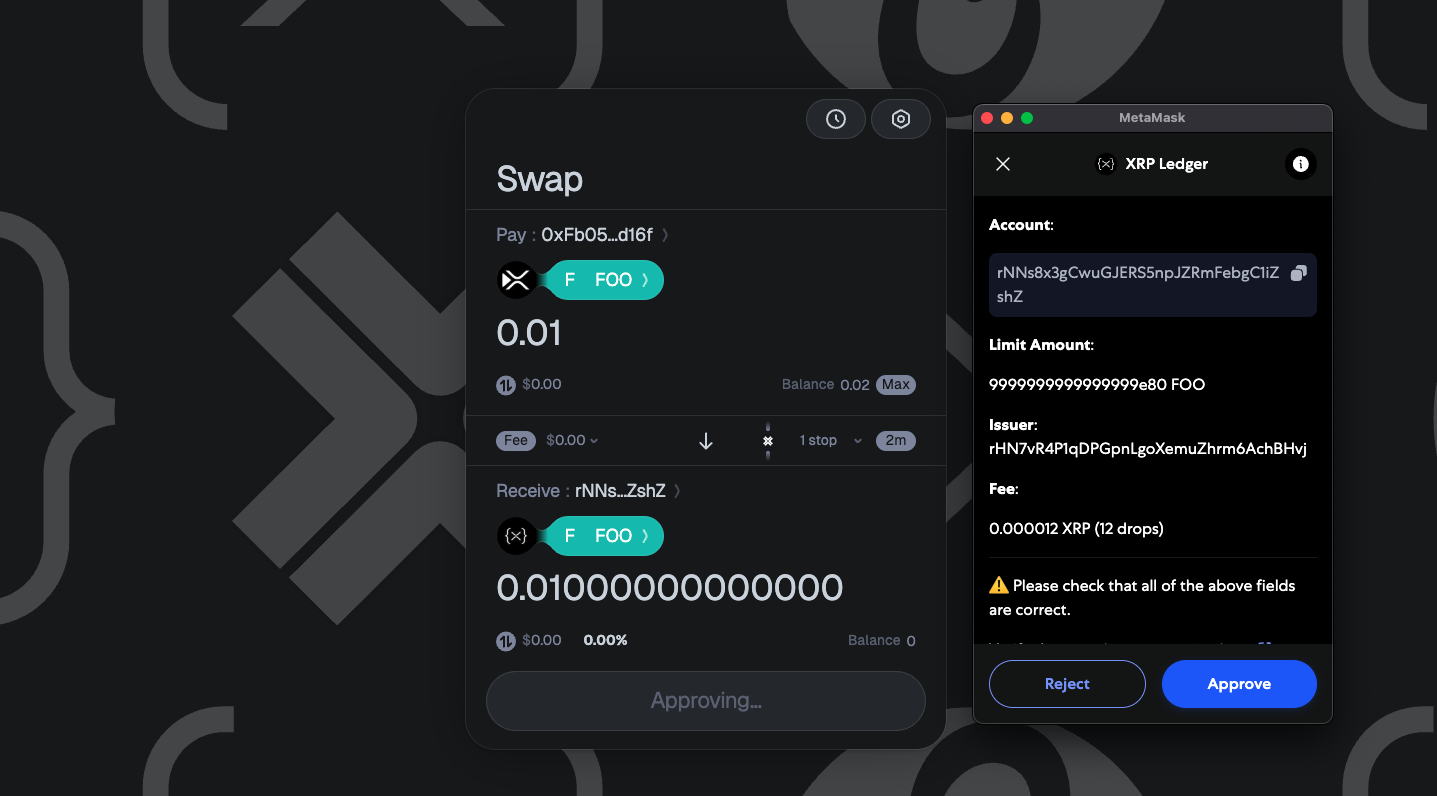 Swap
Pay : 0xFb05...d16f
F FOO
0.01
$0.00
Balance 0.02 Max
Fee $0.00
1 stop
2m
Receive : rNNs...ZshZ
F FOO
0.01000000000000
$0.00 0.00%
Balance 0
Approving...
MetaMask
XRP Ledger
Account:
rNNs8x3gCwuGJERS5npJZRmFebgC1iZ
shZ
Limit Amount:
9999999999999999e80 FOO
Issuer:
rHN7vR4P1qDPGpnLgoXemuZhrm6AchBHvj
Fee:
0.000012 XRP (12 drops)
⚠️ Please check that all of the above fields
are correct.
Reject
Approve